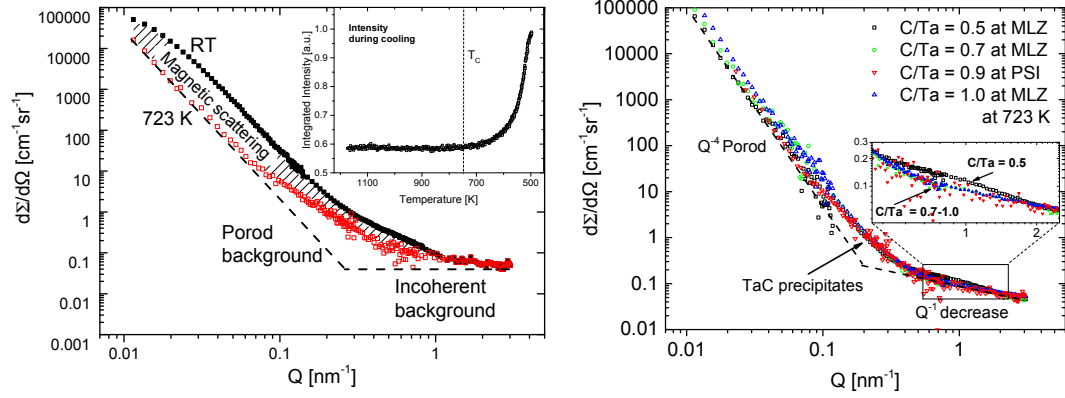 100000
10000
1000
100
10
1
0.1
0.01
0.001
dΣ/dΩ [cm-1sr-1]
0.01
0.1
1
Q [nm-1]
RT
723 K
Magnetic scattering
Porod
background
Incoherent
background
1.0
0.9
0.8
0.7
0.6
0.5
Integrated Intensity [a.u.]
Intensity
during cooling
TC
1100
900
700
500
Temperature [K]
100000
10000
1000
100
10
1
0.1
0.01
dΣ/dΩ [cm-1sr-1]
0.01
0.1
1
Q [nm-1]
C/Ta = 0.5 at MLZ
C/Ta = 0.7 at MLZ
C/Ta = 0.9 at PSI
C/Ta = 1.0 at MLZ
at 723 K
Q-4 Porod
TaC precipitates
Q-1 decrease
0.3
0.2
0.1
C/Ta = 0.5
C/Ta = 0.7-1.0
1
2